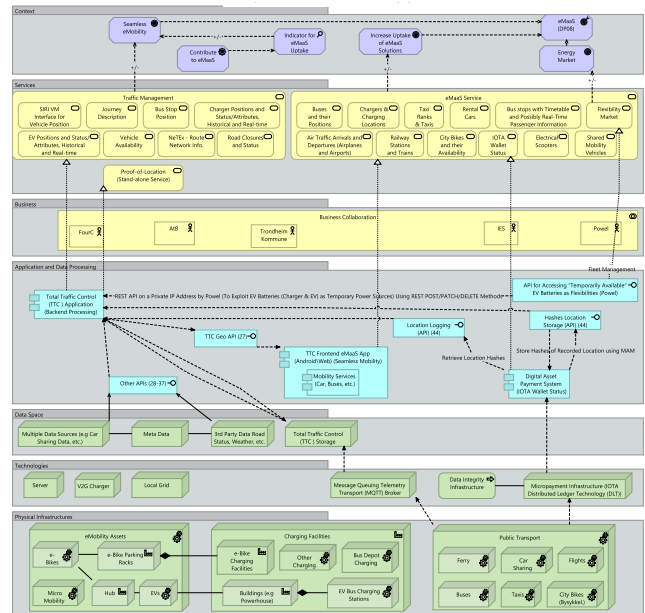 Context
Seamless
eMobility
Contribute
to eMaaS
Indicator for
eMaaS
Uptake
Increase Uptake
of eMaaS
Solutions
eMaaS
(DP08)
Energy
Market
+/-
+/-
+/-
+/-
+/-
Services
Traffic Management
SIRI VM
Interface for
Vehicle Position
Journey
Description
Bus Stop
Position
Charger Positions and
Status/Attributes,
Historical and Real-time
EV Positions and Status/
Attributes, Historical
and Real-time
Vehicle
Availability
NeTEx - Route
Network Info.
Road Closures
and Status
Proof-of-Location
(Stand-alone Service)
eMaaS Service
Buses
and their
Positions
Chargers &
Charging
Locations
Taxi
Ranks
& Taxis
Rental
Cars
Bus stops with Timetable
and Possibly Real-Time
Passenger Information
Flexibility
Market
Air Traffic Arrivals and
Departures (Airplanes
and Airports)
Railway
Stations
and Trains
City Bikes
and their
Availability
IOTA
Wallet
Status
Electrical
Scooters
Shared
Mobility
Vehicles
Business
Business Collaboration
FourC
AtB
Trondheim
Kommune
IES
Powel
Fleet Management
Application and Data Processing
Total Traffic Control
(TTC ) Application
(Backend Processing)
REST API on a Private IP Address by Powel (To Exploit EV Batteries (Charger & EV) as Temporary Power Sources) Using REST POST/PATCH/DELETE Methode
API for Accessing "Temporarily Available"
EV Batteries as Flexibilities (Powel)
TTC Geo API (27)
Location Logging
(API) (44)
Hashes Location
Storage (API) (44)
TTC Frontend eMaaS App
(Android\Web) (Seamless Mobility)
Mobility Services
(Car, Buses, etc.)
Retrieve Location Hashes
Store Hashes of Recorded Location using MAM
Digital Asset
Payment System
(IOTA Wallet Status)
Other APIs (28-37)
Data Space
Multiple Data Sources (e.g Car
Sharing Data, etc.)
Meta Data
3rd Party Data Road
Status, Weather, etc.
Total Traffic Control
(TTC ) Storage
Technologies
Server
V2G Charger
Local Grid
Message Queuing Telemetry
Transport (MQTT) Broker
Data Integrity
Infrastructure
Micropayment Infrastructure (IOTA
Distributed Ledger Technology (DLT))
Physical Infrastructures
eMobility Assets
e-
Bikes
e-Bike Parking
Racks
Micro
Mobility
Hub
EVs
Charging Facilities
e-Bike
Charging
Facilities
Other
Charging
Bus Depot
Charging
Buildings (e.g
Powerhouse)
EV Bus Charging
Stations
Public Transport
Ferry
Car
Sharing
Flights
Buses
Taxis
City Bikes
(Bysykkel.)